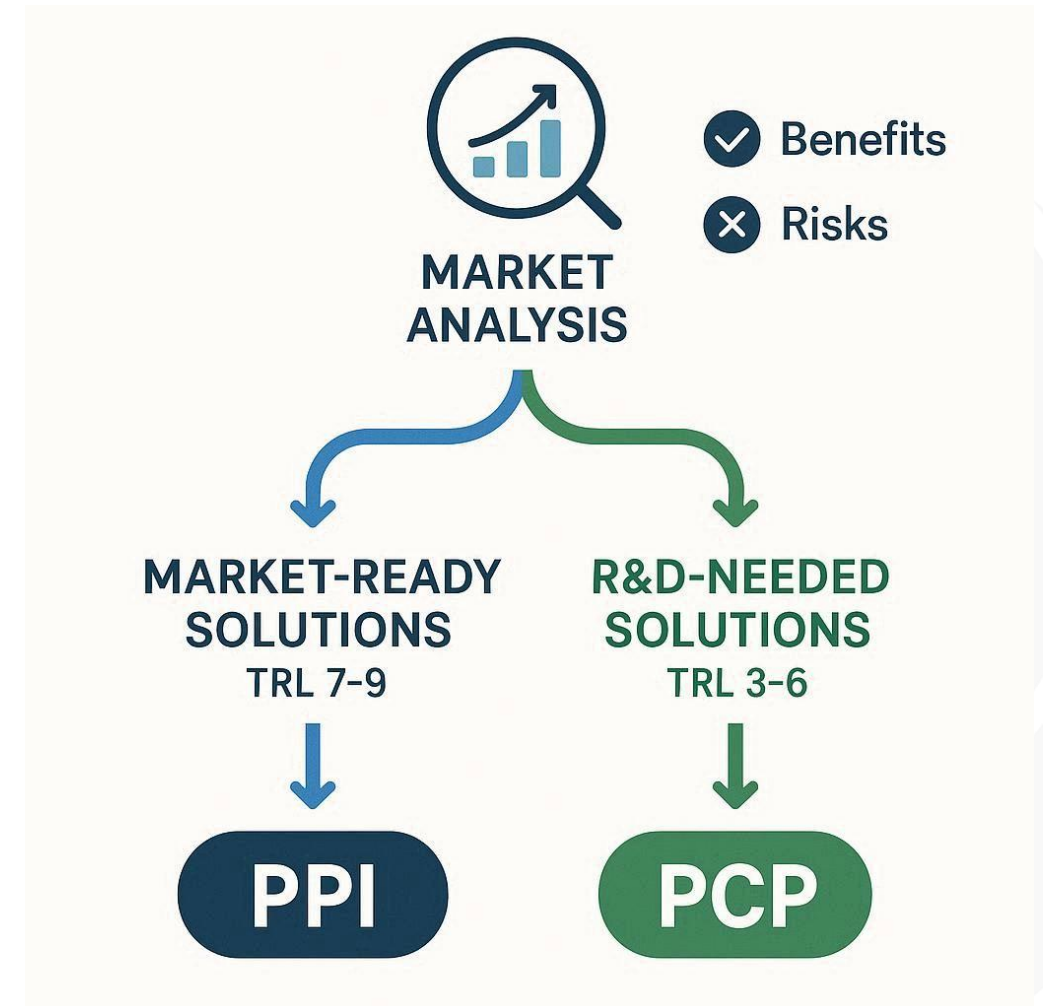 Benefits
Risks
MARKET
ANALYSIS
MARKET-READY
SOLUTIONS
TRL 7–9
R&D-NEEDED
SOLUTIONS
TRL 3–6
PPI
PCP